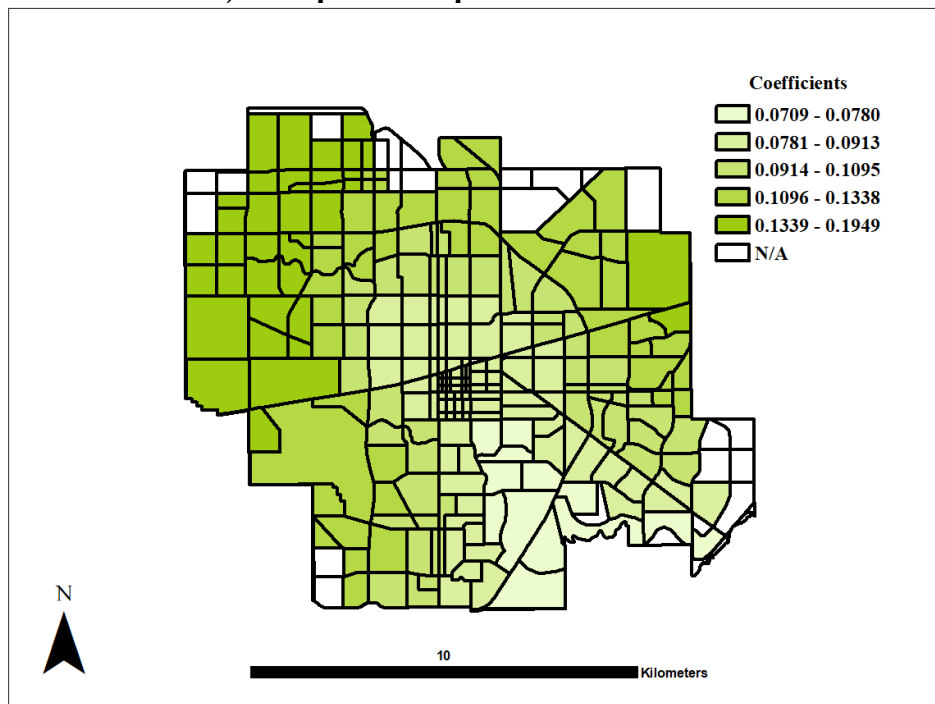 Coefficients
0.0709 - 0.0780
0.0781 - 0.0913
0.0914 - 0.1095
0.1096 - 0.1338
0.1339 - 0.1949
N/A
N
10
Kilometers